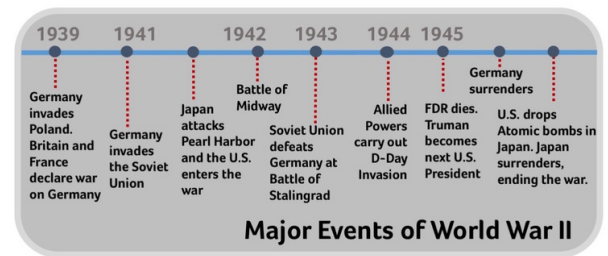 1939 1941 1942 1943 1944 1945
Germany
invades
Poland.
Britain and
France
declare war
on Germany
Germany
invades
the Soviet
Union
Japan
attacks
Pearl Harbor
and the U.S.
enters the
war
Battle of
Midway
Soviet Union
defeats
Germany at
Battle of
Stalingrad
Allied
Powers
carry out
D-Day
Invasion
FDR dies.
Truman
becomes
next U.S.
President
Germany
surrenders
U.S. drops
Atomic bombs in
Japan. Japan
surrenders,
ending the war.
Major Events of World War II